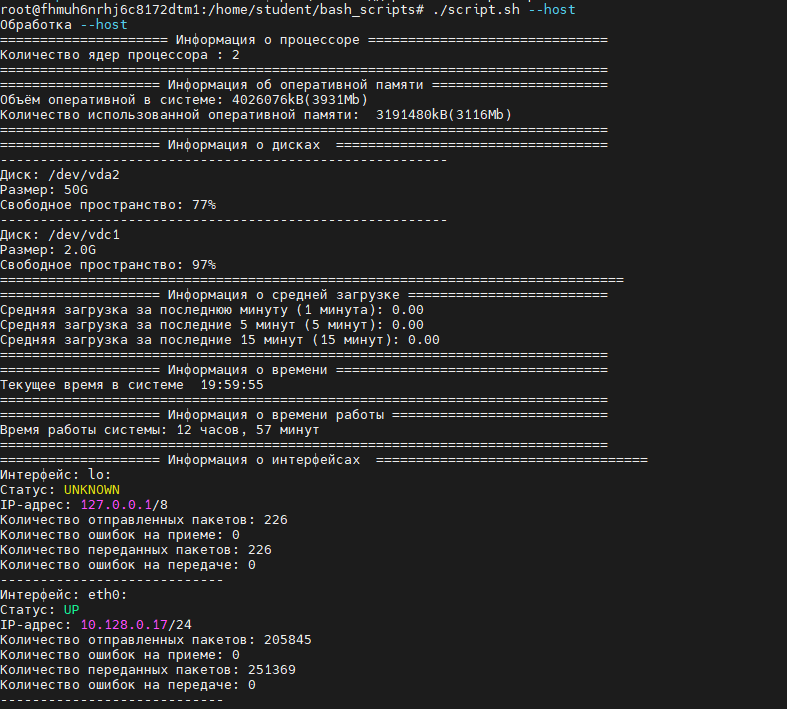 root@fhmuh6nrhj6c8172dtm1:/home/student/bash_scripts# ./script.sh --host
Обработка --host
==================== Информация о процессоре ==============================
Количество ядер процессора : 2
============================================================================
==================== Информация об оперативной памяти ======================
Объём оперативной в системе: 4026076kB(3931Mb)
Количество использованной оперативной памяти:  3191480kB(3116Mb)
============================================================================
==================== Информация о дисках  ==================================
--------------------------------------------------------
Диск: /dev/vda2
Размер: 50G
Свободное пространство: 77%
--------------------------------------------------------
Диск: /dev/vdc1
Размер: 2.0G
Свободное пространство: 97%
==============================================================================
==================== Информация о средней загрузке =========================
Средняя загрузка за последнюю минуту (1 минута): 0.00
Средняя загрузка за последние 5 минут (5 минут): 0.00
Средняя загрузка за последние 15 минут (15 минут): 0.00
============================================================================
==================== Информация о времени ==================================
Текущее время в системе  19:59:55
============================================================================
==================== Информация о времени работы ===========================
Время работы системы: 12 часов, 57 минут
============================================================================
==================== Информация о интерфейсах  ==================================
Интерфейс: lo:
Статус: UNKNOWN
IP-адрес: 127.0.0.1/8
Количество отправленных пакетов: 226
Количество ошибок на приеме: 0
Количество переданных пакетов: 226
Количество ошибок на передаче: 0
----------------------------
Интерфейс: eth0:
Статус: UP
IP-адрес: 10.128.0.17/24
Количество отправленных пакетов: 205845
Количество ошибок на приеме: 0
Количество переданных пакетов: 251369
Количество ошибок на передаче: 0
----------------------------